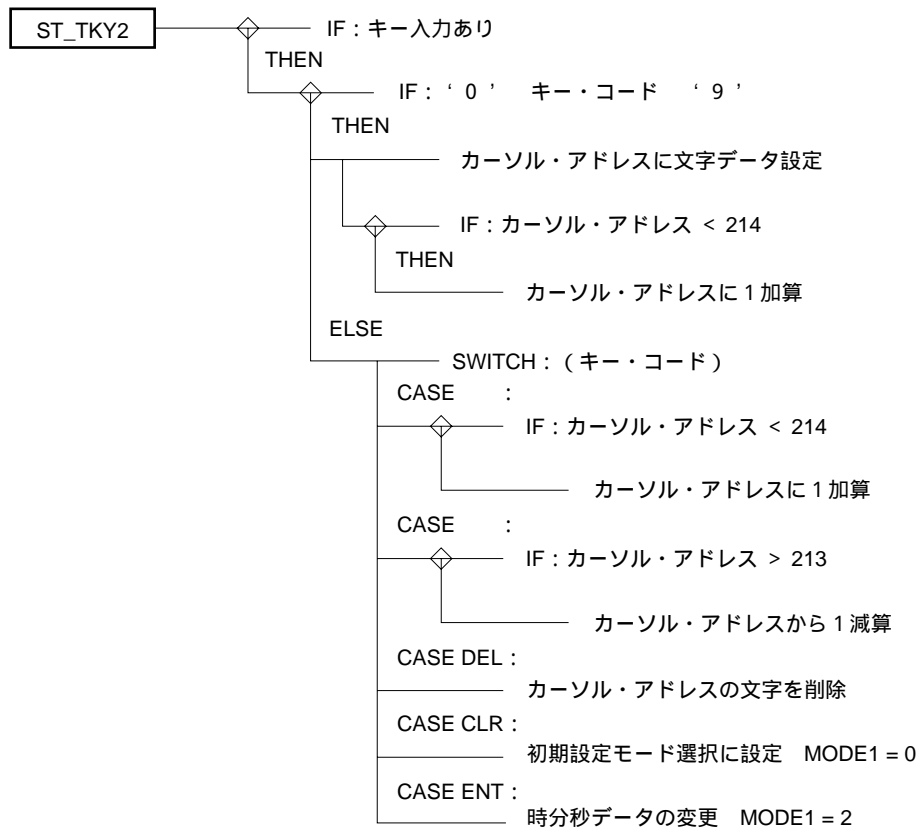 ST_TKY2
IF：キー入力あり
THEN
IF：‘０’　キー・コード　‘９’
THEN
カーソル・アドレスに文字データ設定
IF：カーソル・アドレス < 214
THEN
カーソル・アドレスに１加算
ELSE
SWITCH：（キー・コード）
CASE　　：
IF：カーソル・アドレス < 214
カーソル・アドレスに１加算
CASE　　：
IF：カーソル・アドレス > 213
カーソル・アドレスから１減算
CASE DEL：
カーソル・アドレスの文字を削除
CASE CLR：
初期設定モード選択に設定　MODE1 = 0
CASE ENT：
時分秒データの変更　MODE1 = 2